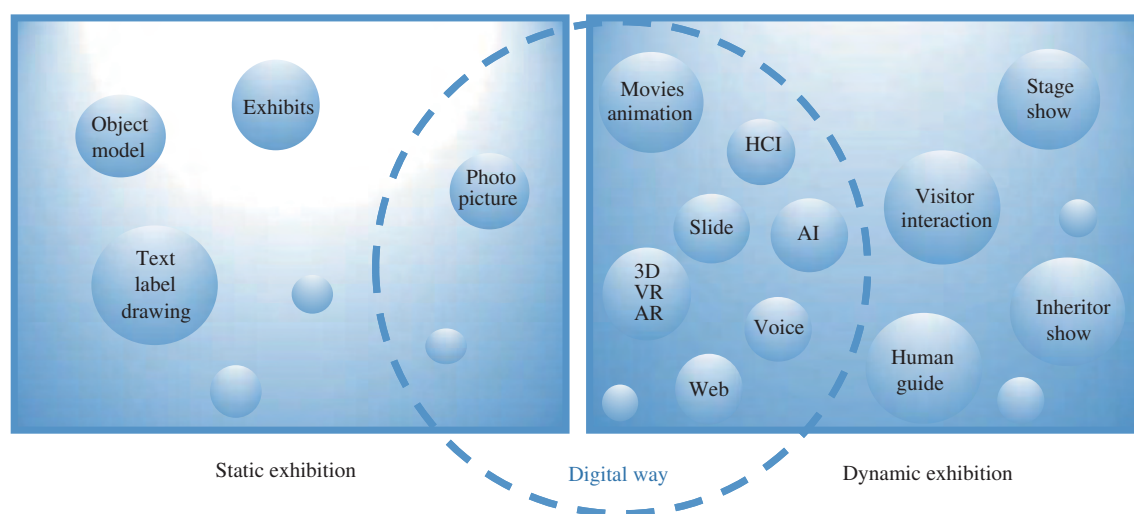 Object
model
Exhibits
Photo
picture
Text
label
drawing
Movies
animation
HCI
Slide
AI
3D
VR
AR
Voice
Web
Stage
show
Visitor
interaction
Inheritor
show
Human
guide
Static exhibition
Digital way
Dynamic exhibition